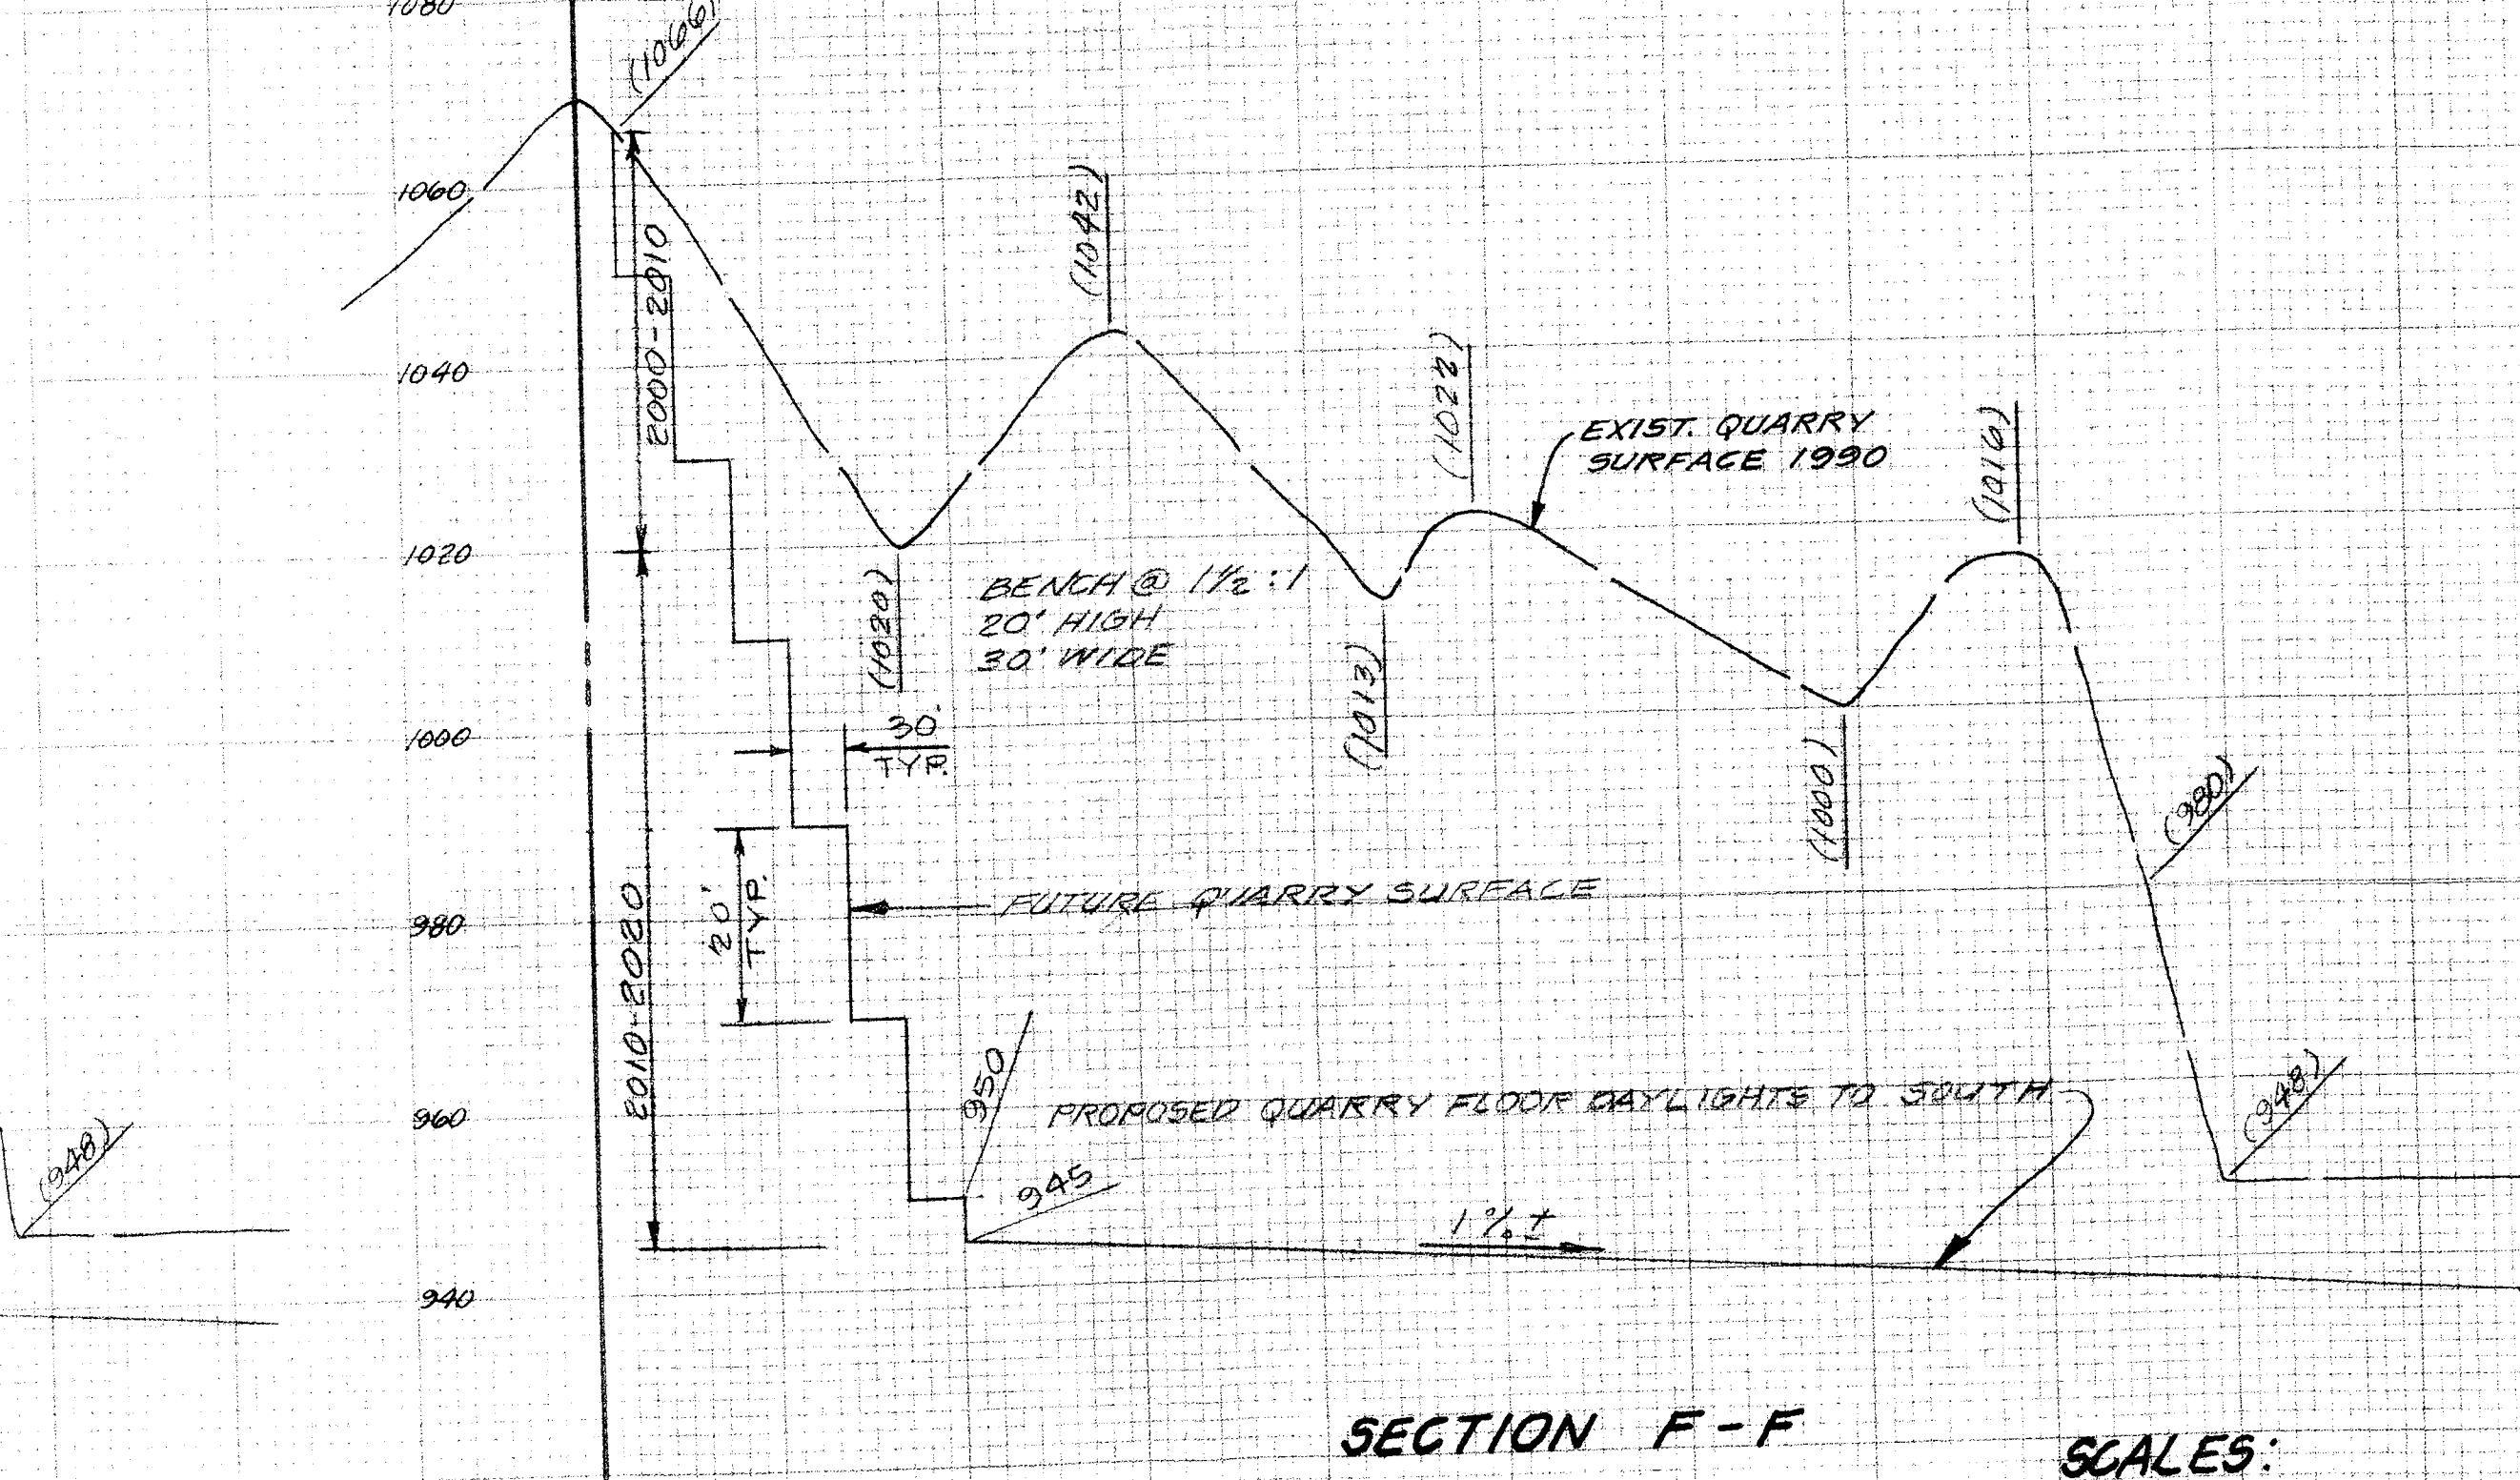 1080
(1066)
1060
2000-2010
(1042)
1040
(1022)
EXIST. QUARRY
SURFACE 1990
(1016)
1020
(1020)
BENCH @ 1 1/2 : 1
20' HIGH
30' WIDE
(1013)
1000
30'
TYP.
(1000)
(980)
980
20'
TYP.
FUTURE QUARRY SURFACE
2010-2020
950
960
PROPOSED QUARRY FLOOR DAYLIGHTS TO SOUTH
(948)
(948)
945
1% ±
940
SECTION F-F
SCALES: